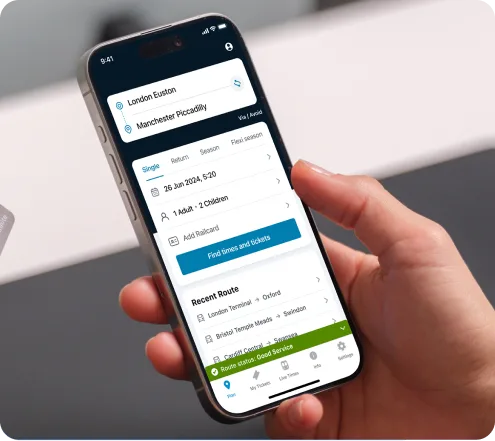 9:41
London Euston
Manchester Piccadilly
Via | Avoid
Single Return Season Flexi season
26 Jun 2024, 5:20
1 Adult - 2 Children
Add Railcard
Find times and tickets
Recent Route
London Terminal → Oxford
Bristol Temple Meads → Swindon
Cardiff Central → Swansea
Route status: Good Service
Plan My Tickets Live Times Info Settings